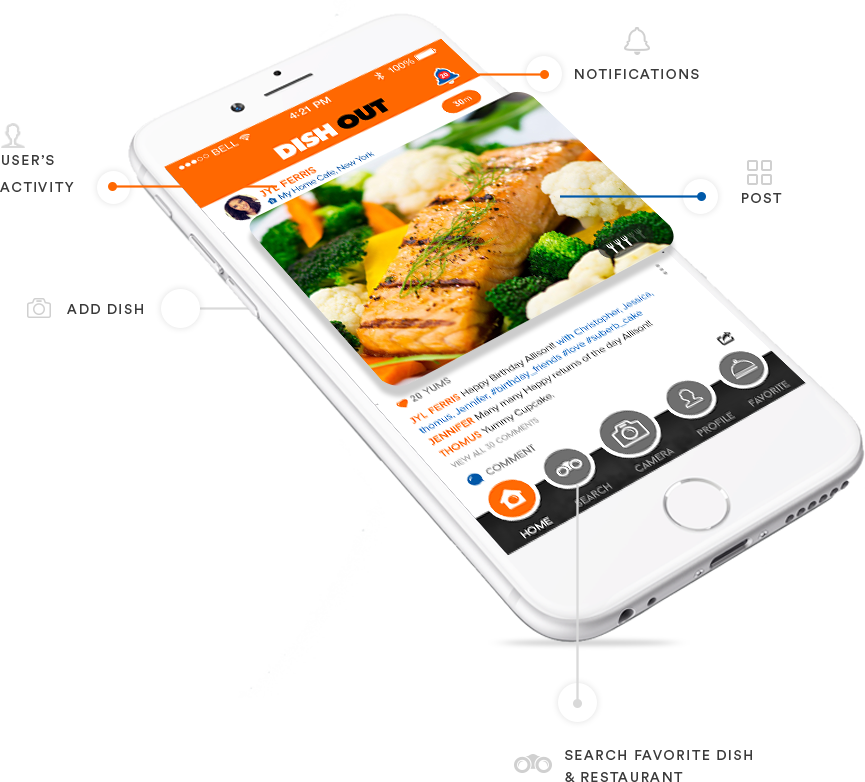 NOTIFICATIONS
USER'S
ACTIVITY
POST
ADD DISH
BELL
4:21 PM
100%
20
DISH OUT
30m
JYL FERRIS
My Home Cafe, New York
20 YUMS
JYL FERRIS Happy Birthday Allison!! with Christopher, Jessica,
thomus, Jennifer, #birthday_friends #love #suberb_cake
JENNIFER Many many Happy returns of the day Allison!!
THOMUS Yummy Cupcake.
VIEW ALL 30 COMMENTS
COMMENT
HOME
SEARCH
CAMERA
PROFILE
FAVORITE
SEARCH FAVORITE DISH
& RESTAURANT